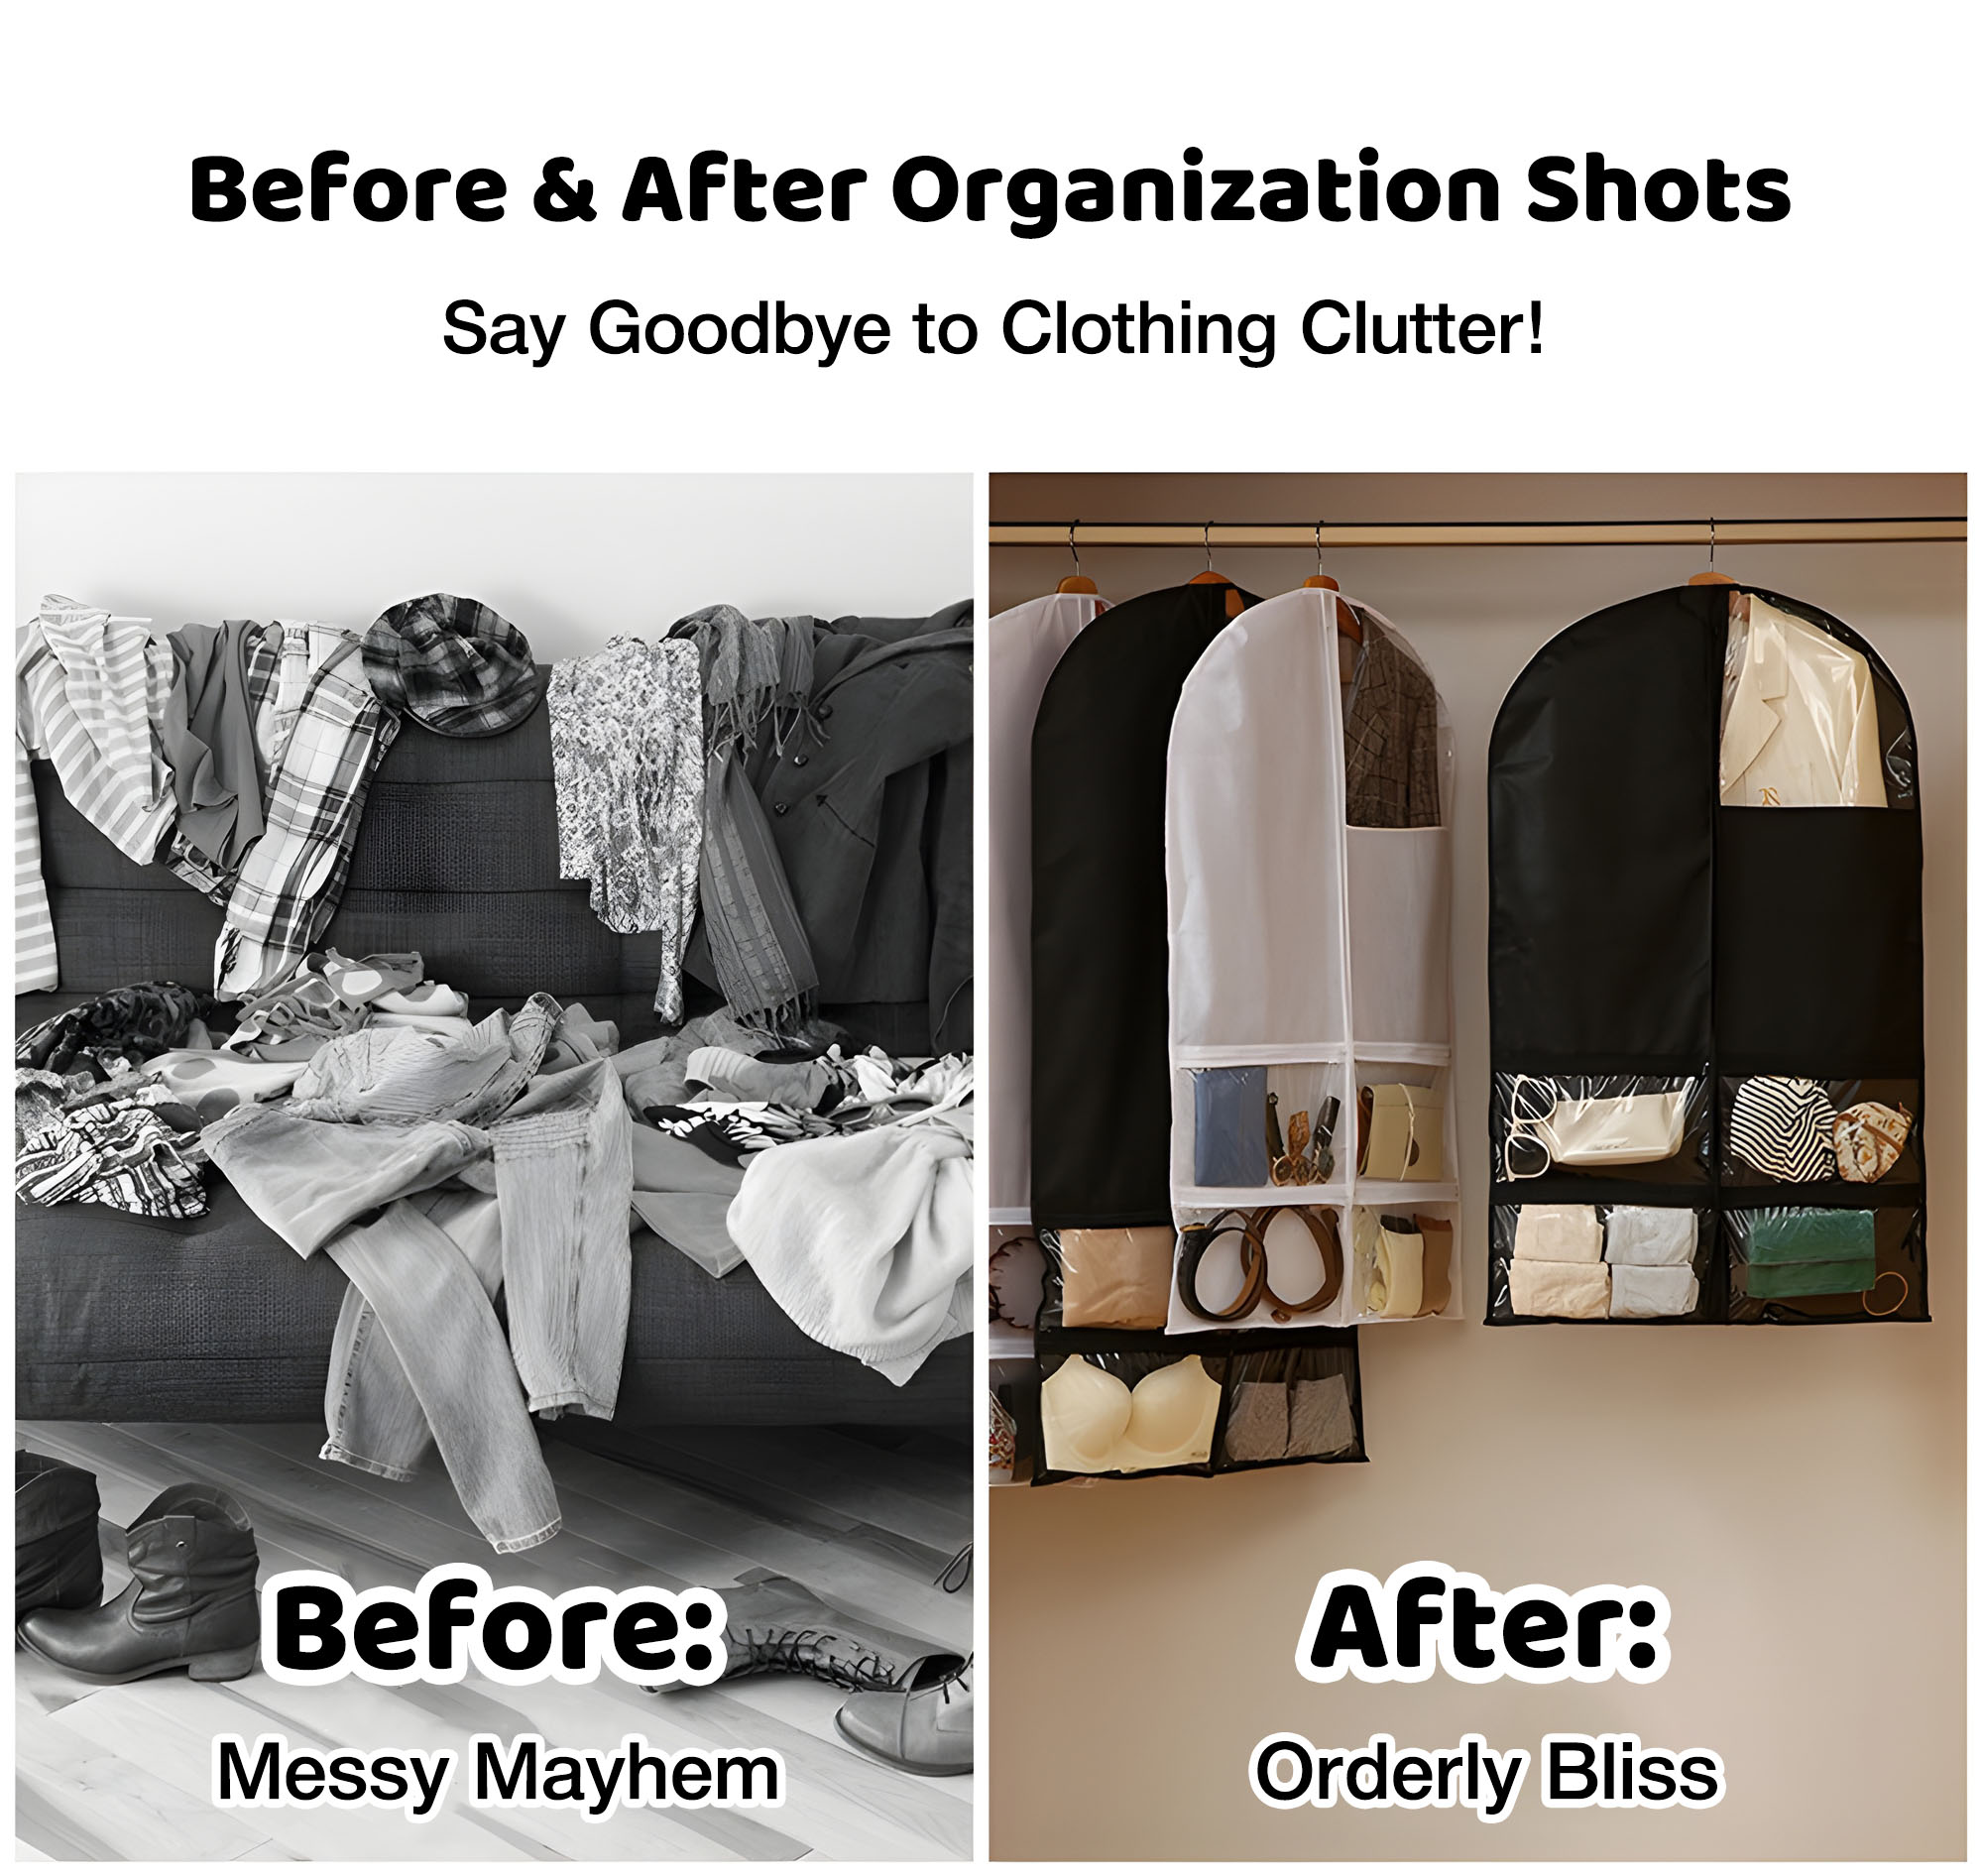 Before & After Organization Shots
Say Goodbye to Clothing Clutter!
Before:
Messy Mayhem
After:
Orderly Bliss